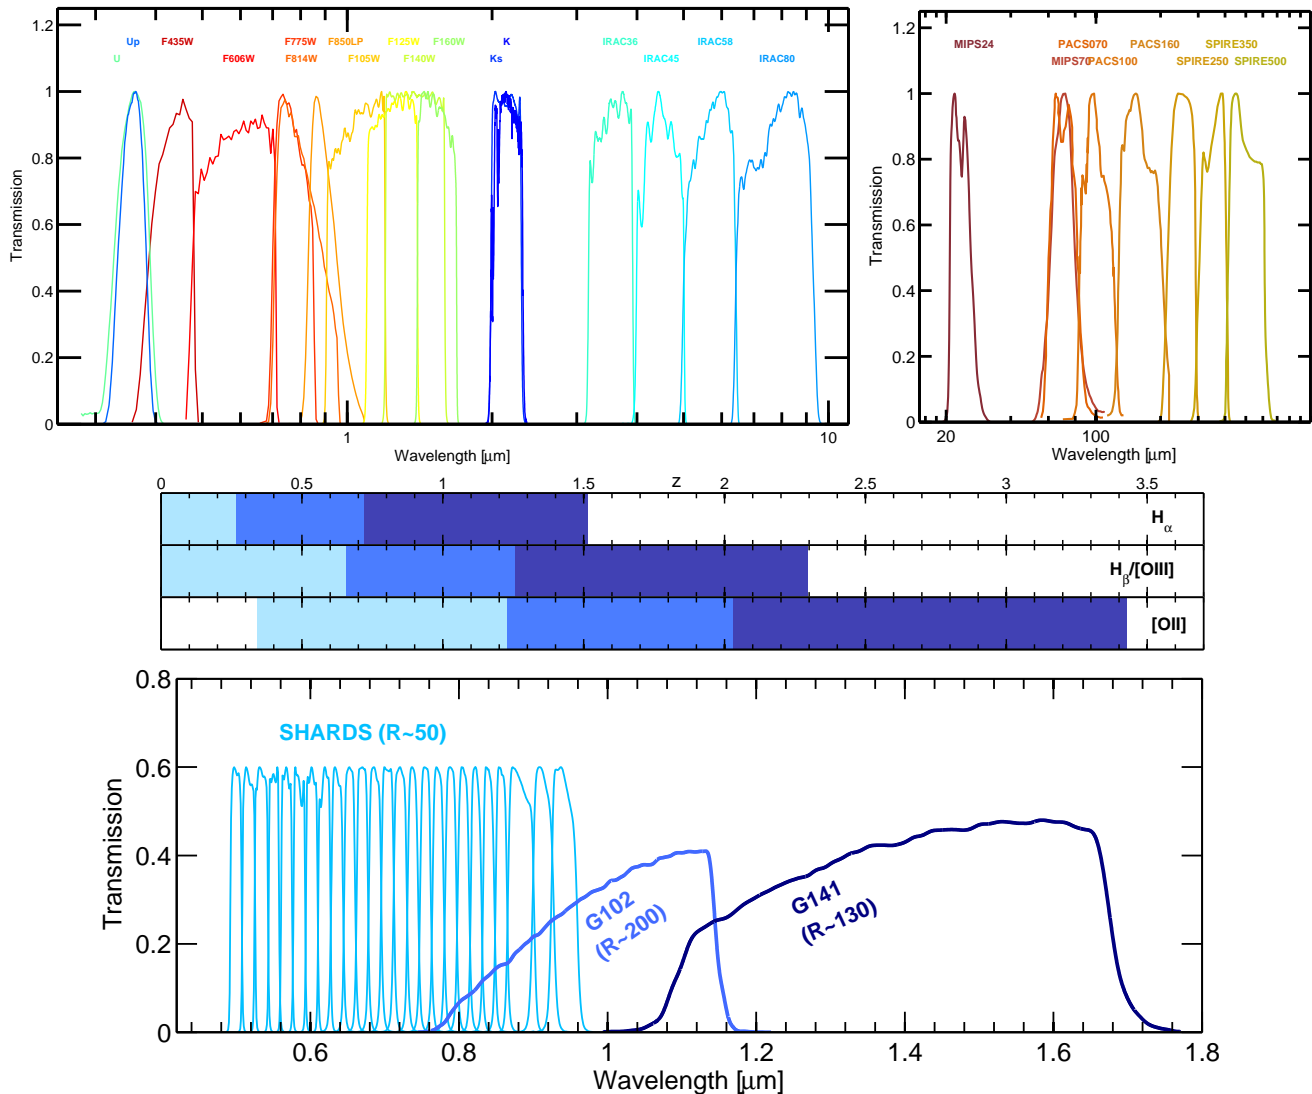 Up F435W F775W F850LP F125W F160W K IRAC36 IRAC58
U F606W F814W F105W F140W Ks IRAC45 IRAC80
1.2
1
0.8
0.6
0.4
0.2
0
Transmission
1 10
Wavelength [μm]
MIPS24 PACS070 PACS160 SPIRE350
MIPS70 PACS100 SPIRE250 SPIRE500
1.2
1
0.8
0.6
0.4
0.2
0
Transmission
20 100
Wavelength [μm]
0 0.5 1 1.5 z 2 2.5 3 3.5
Hα
Hβ/[OIII]
[OII]
0.8
0.6
0.4
0.2
0
Transmission
SHARDS (R~50)
G102
(R~200)
G141
(R~130)
0.6 0.8 1 1.2 1.4 1.6 1.8
Wavelength [μm]